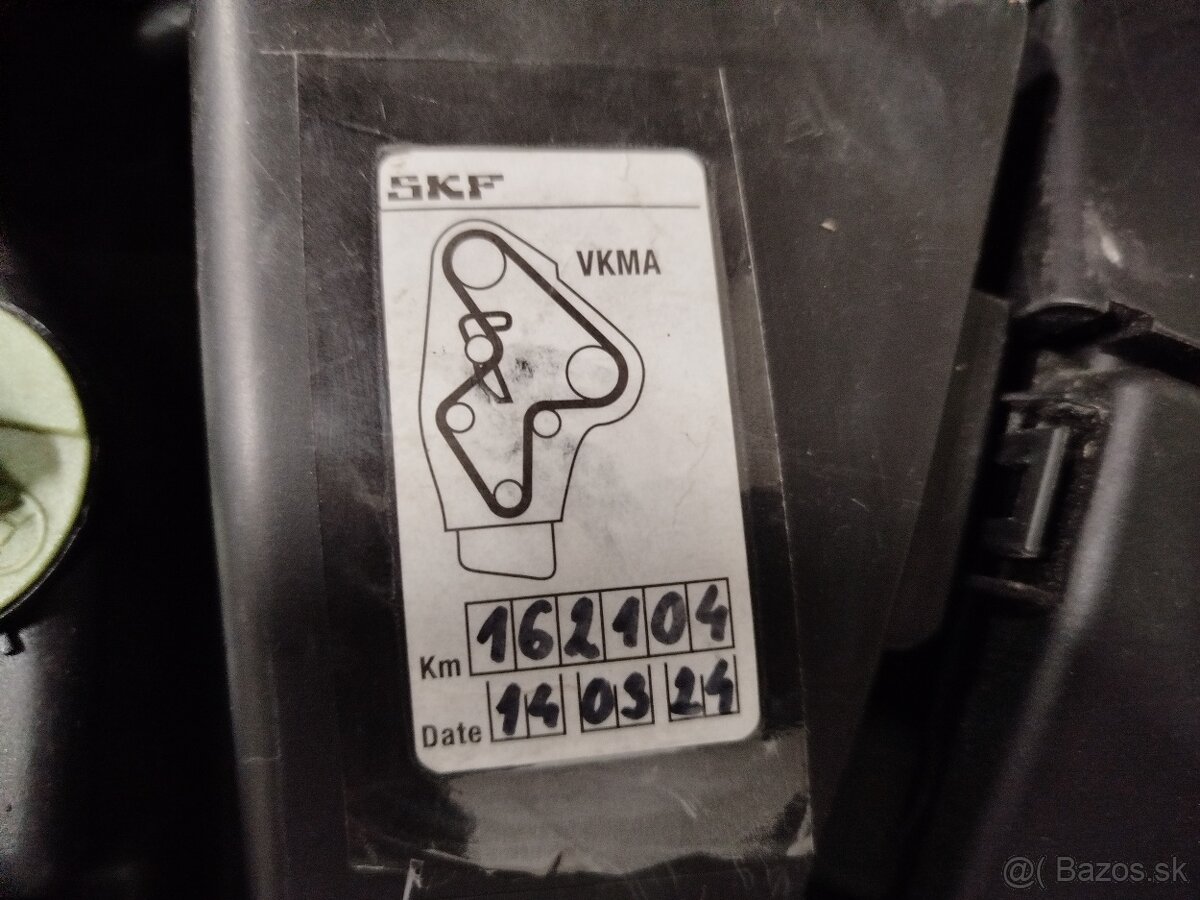 SKF
VKMA
Km 162104
Date 14 03 24
@( Bazos.sk